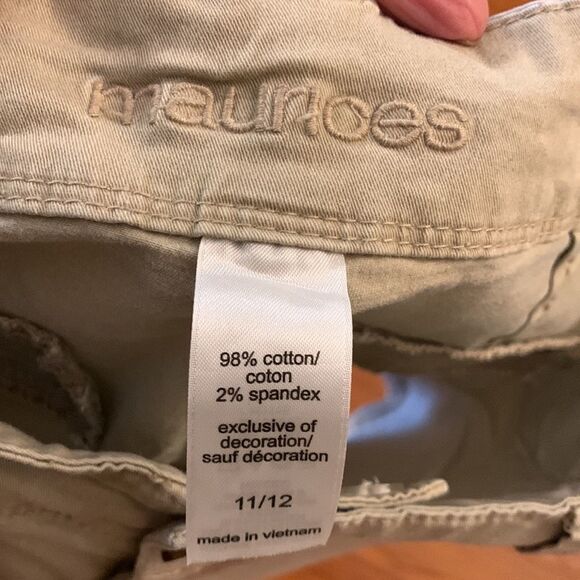 maurices
98% cotton/
coton
2% spandex
exclusive of
decoration/
sauf décoration
11/12
made in vietnam